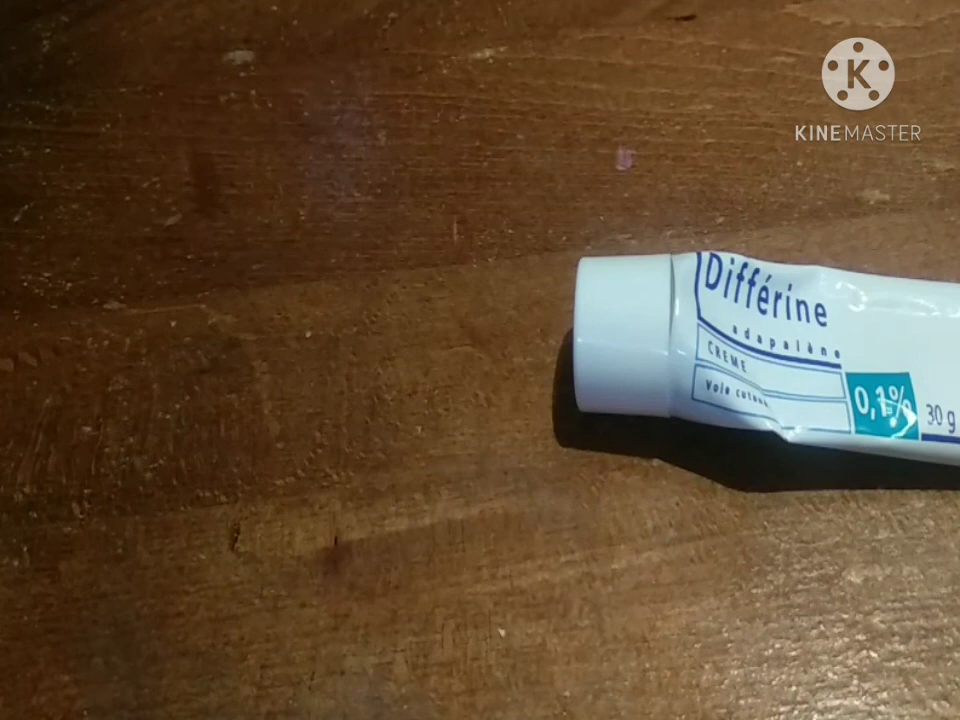 K
KINEMASTER
Différine
adapalène
CREME
Voie cutan
0,1%
30 g